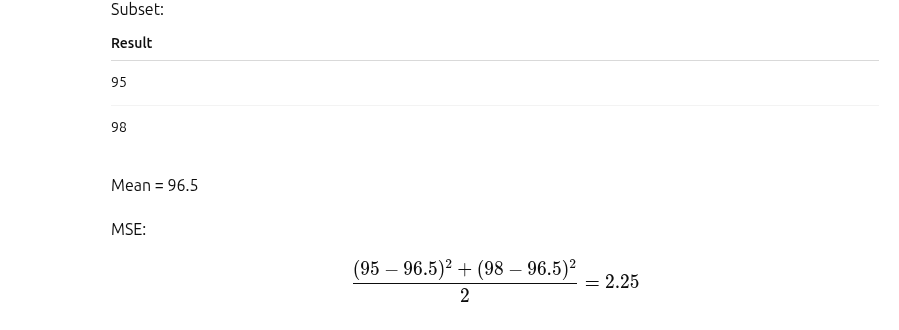 Subset:
Result
95
98
Mean = 96.5
MSE:
\frac{(95 − 96.5)^2 + (98 − 96.5)^2}{2} = 2.25